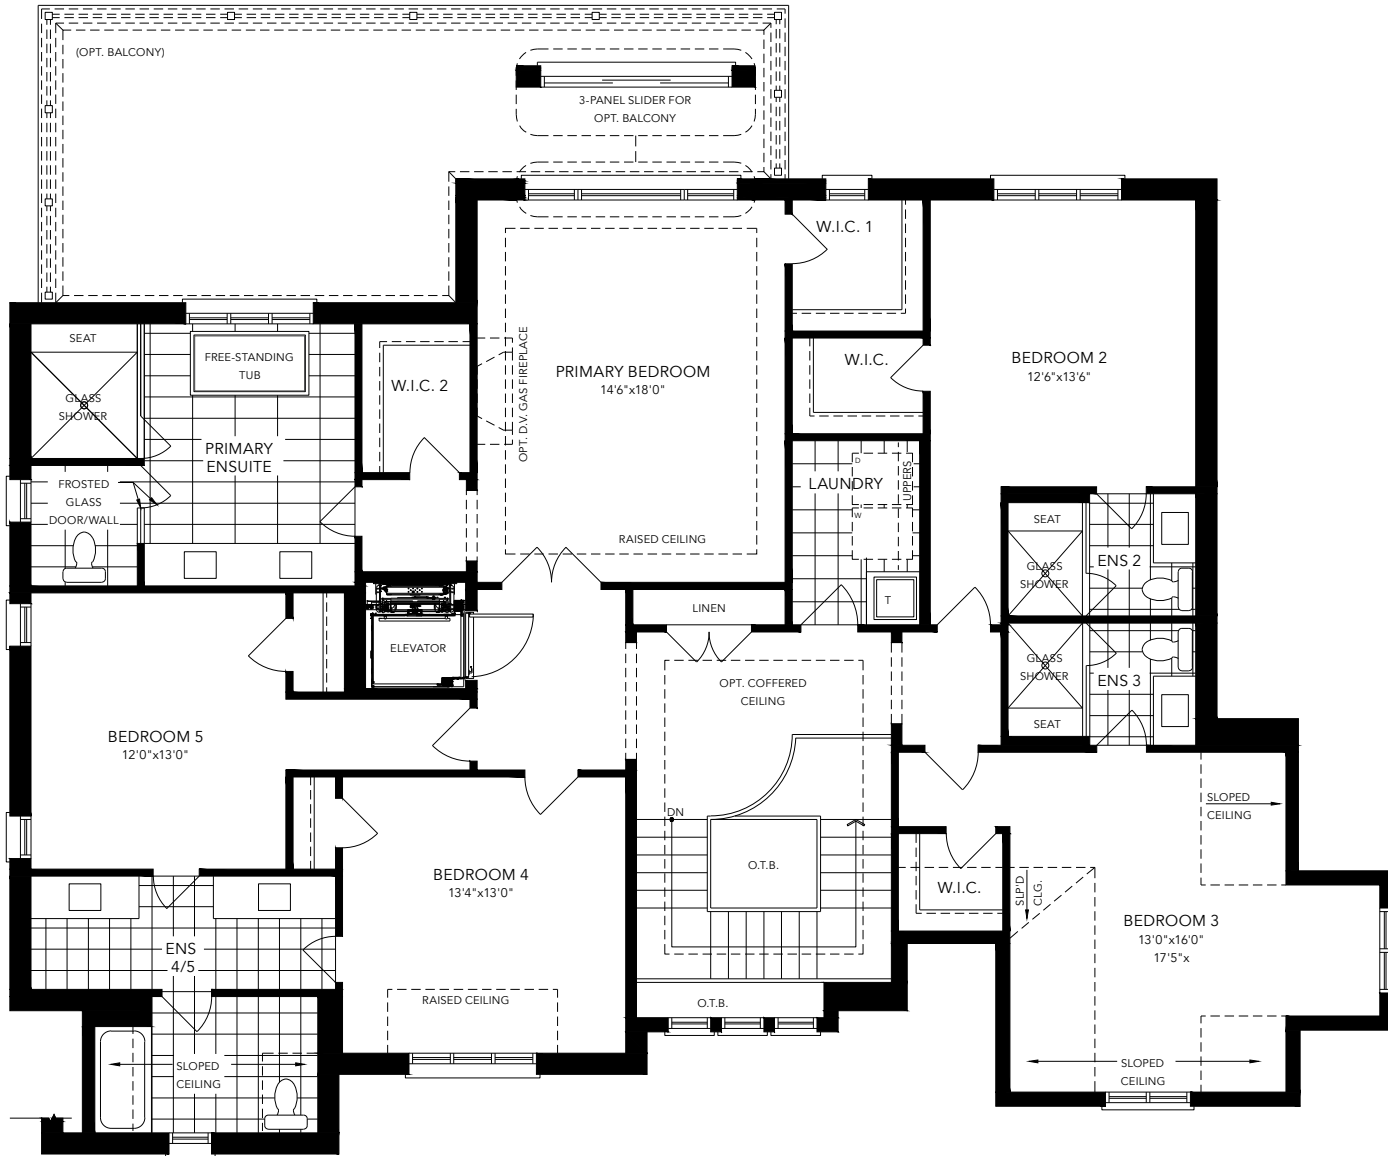 (OPT. BALCONY)
3-PANEL SLIDER FOR
OPT. BALCONY
W.I.C. 1
SEAT
GLASS
SHOWER
FREE-STANDING
TUB
W.I.C. 2
OPT. D.V. GAS FIREPLACE
PRIMARY BEDROOM
14'6"x18'0"
W.I.C.
BEDROOM 2
12'6"x13'6"
PRIMARY
ENSUITE
FROSTED
GLASS
DOOR/WALL
RAISED CEILING
D
LAUNDRY
UPPERS
W
T
SEAT
GLASS
SHOWER
ENS 2
LINEN
ELEVATOR
OPT. COFFERED
CEILING
GLASS
SHOWER
ENS 3
SEAT
BEDROOM 5
12'0"x13'0"
DN
O.T.B.
SLOPED
CEILING
BEDROOM 4
13'4"x13'0"
W.I.C.
SLP'D
CLG.
BEDROOM 3
13'0"x16'0"
17'5"x
ENS
4/5
RAISED CEILING
O.T.B.
SLOPED
CEILING
SLOPED
CEILING